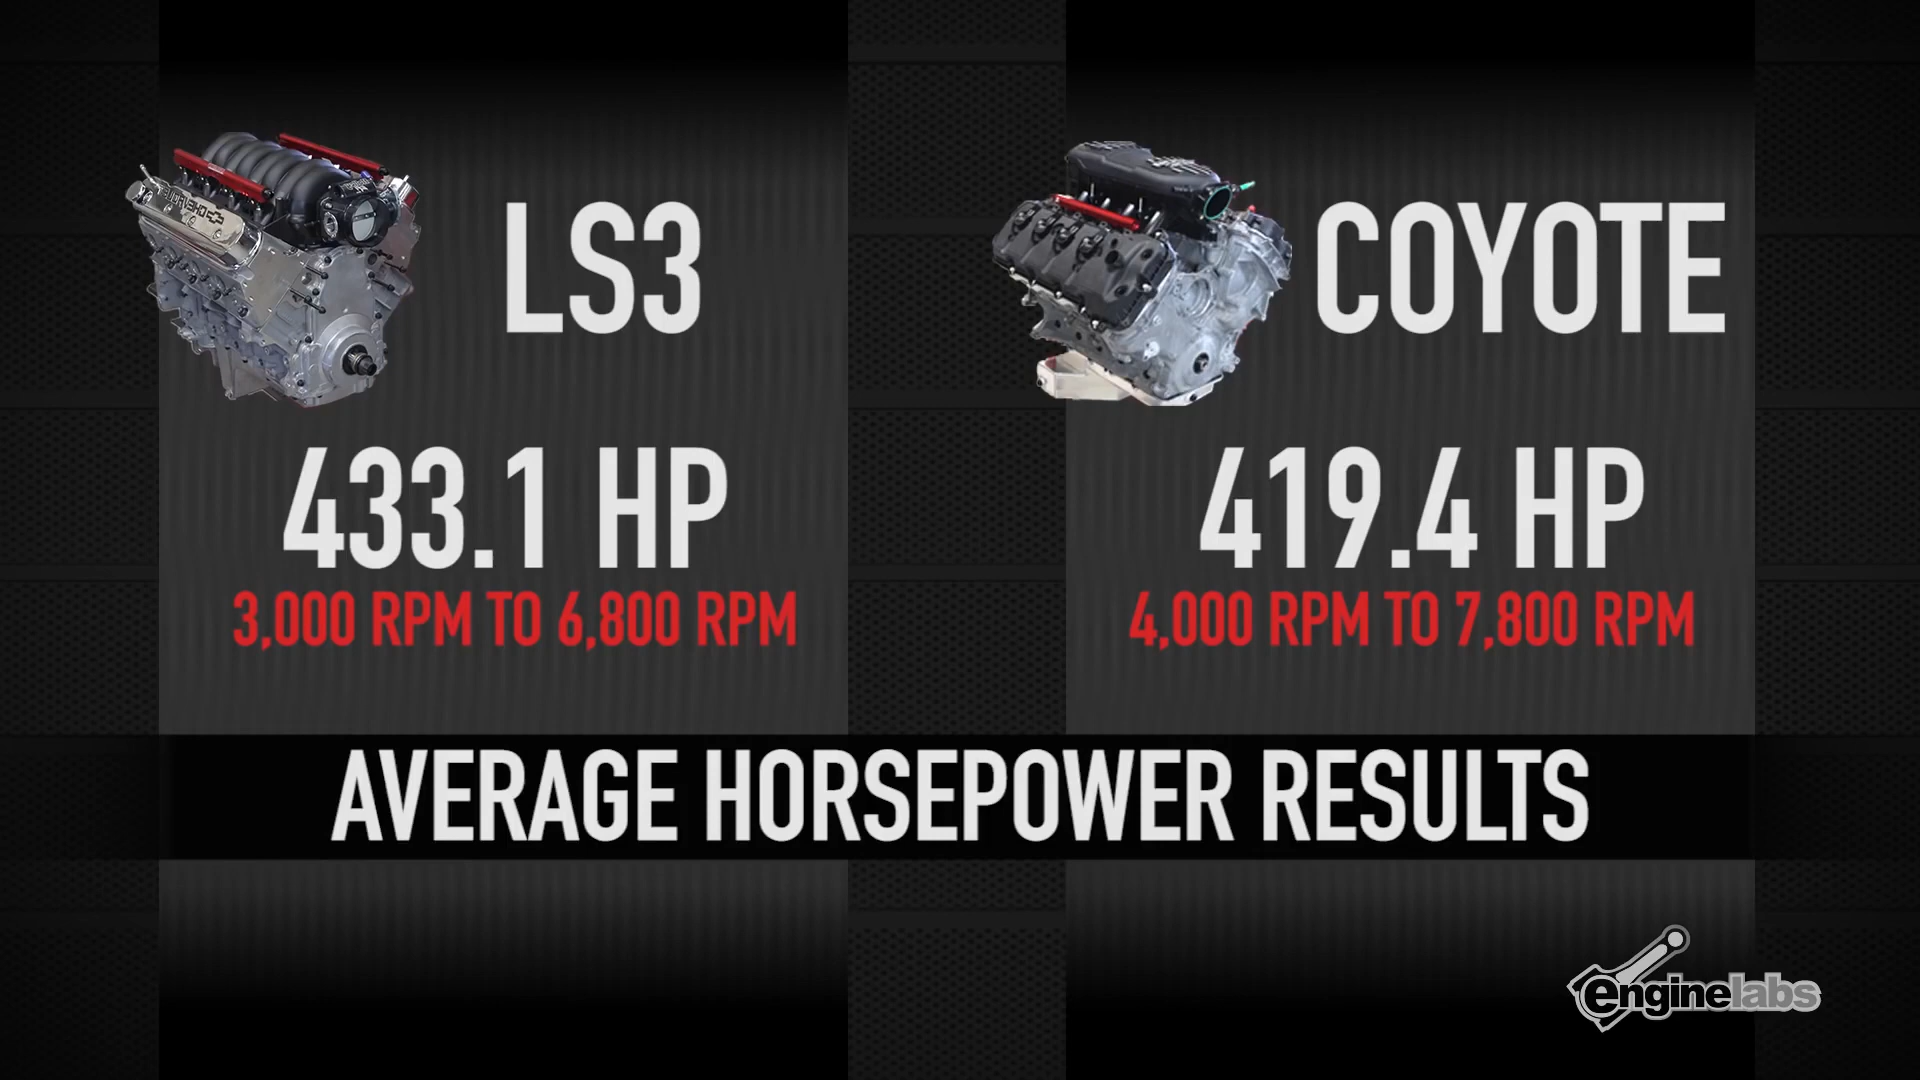 LS3
433.1 HP
3,000 RPM TO 6,800 RPM
COYOTE
419.4 HP
4,000 RPM TO 7,800 RPM
AVERAGE HORSEPOWER RESULTS
enginelabs
CHEVROLET